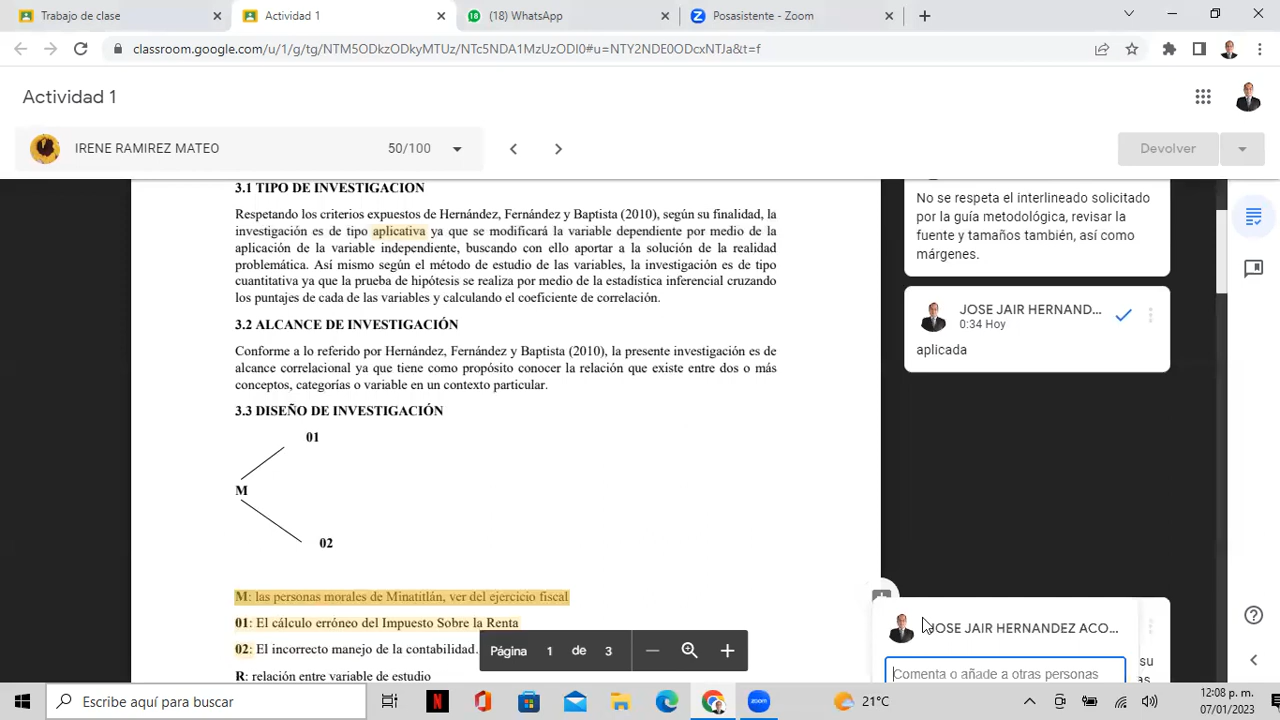 Trabajo de clase
Actividad 1
(18) WhatsApp
Posasistente - Zoom
classroom.google.com/u/1/g/tg/NTM5ODkzODkyMTUz/NTc5NDA1MzUzODI0#u=NTY2NDE0ODcxNTJa&t=f
Actividad 1
IRENE RAMIREZ MATEO
50/100
Devolver
3.1 TIPO DE INVESTIGACIÓN
Respetando los criterios expuestos de Hernández, Fernández y Baptista (2010), según su finalidad, la
investigación es de tipo aplicativa ya que se modificará la variable dependiente por medio de la
aplicación de la variable independiente, buscando con ello aportar a la solución de la realidad
problemática. Así mismo según el método de estudio de las variables, la investigación es de tipo
cuantitativa ya que la prueba de hipótesis se realiza por medio de la estadística inferencial cruzando
los puntajes de cada de las variables y calculando el coeficiente de correlación.
3.2 ALCANCE DE INVESTIGACIÓN
Conforme a lo referido por Hernández, Fernández y Baptista (2010), la presente investigación es de
alcance correlacional ya que tiene como propósito conocer la relación que existe entre dos o más
conceptos, categorías o variable en un contexto particular.
3.3 DISEÑO DE INVESTIGACIÓN
01
M
02
M: las personas morales de Minatitlán, ver del ejercicio fiscal
01: El cálculo erróneo del Impuesto Sobre la Renta
02: El incorrecto manejo de la contabilidad.
R: relación entre variable de estudio
Página 1 de 3
No se respeta el interlineado solicitado
por la guía metodológica, revisar la
fuente y tamaños también, así como
márgenes.
JOSE JAIR HERNAND...
0:34 Hoy
aplicada
JOSE JAIR HERNANDEZ ACO...
su
Comenta o añade a otras personas
as
Escribe aquí para buscar
21°C
12:08 p. m.
07/01/2023